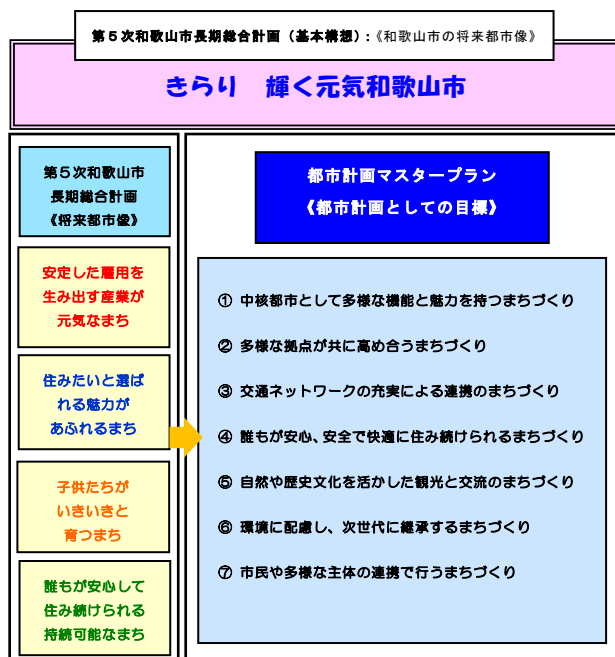 第5次和歌山市長期総合計画(基本構想):《和歌山市の将来都市像》
きらり 輝く元気和歌山市
第5次和歌山市
長期総合計画
《将来都市像》
安定した雇用を
生み出す産業が
元気なまち
住みたいと選ば
れる魅力が
あふれるまち
子供たちが
いきいきと
育つまち
誰もが安心して
住み続けられる
持続可能なまち
都市計画マスタープラン
《都市計画としての目標》
① 中核都市として多様な機能と魅力を持つまちづくり
② 多様な拠点が共に高め合うまちづくり
③ 交通ネットワークの充実による連携のまちづくり
④ 誰もが安心、安全で快適に住み続けられるまちづくり
⑤ 自然や歴史文化を活かした観光と交流のまちづくり
⑥ 環境に配慮し、次世代に継承するまちづくり
⑦ 市民や多様な主体の連携で行うまちづくり